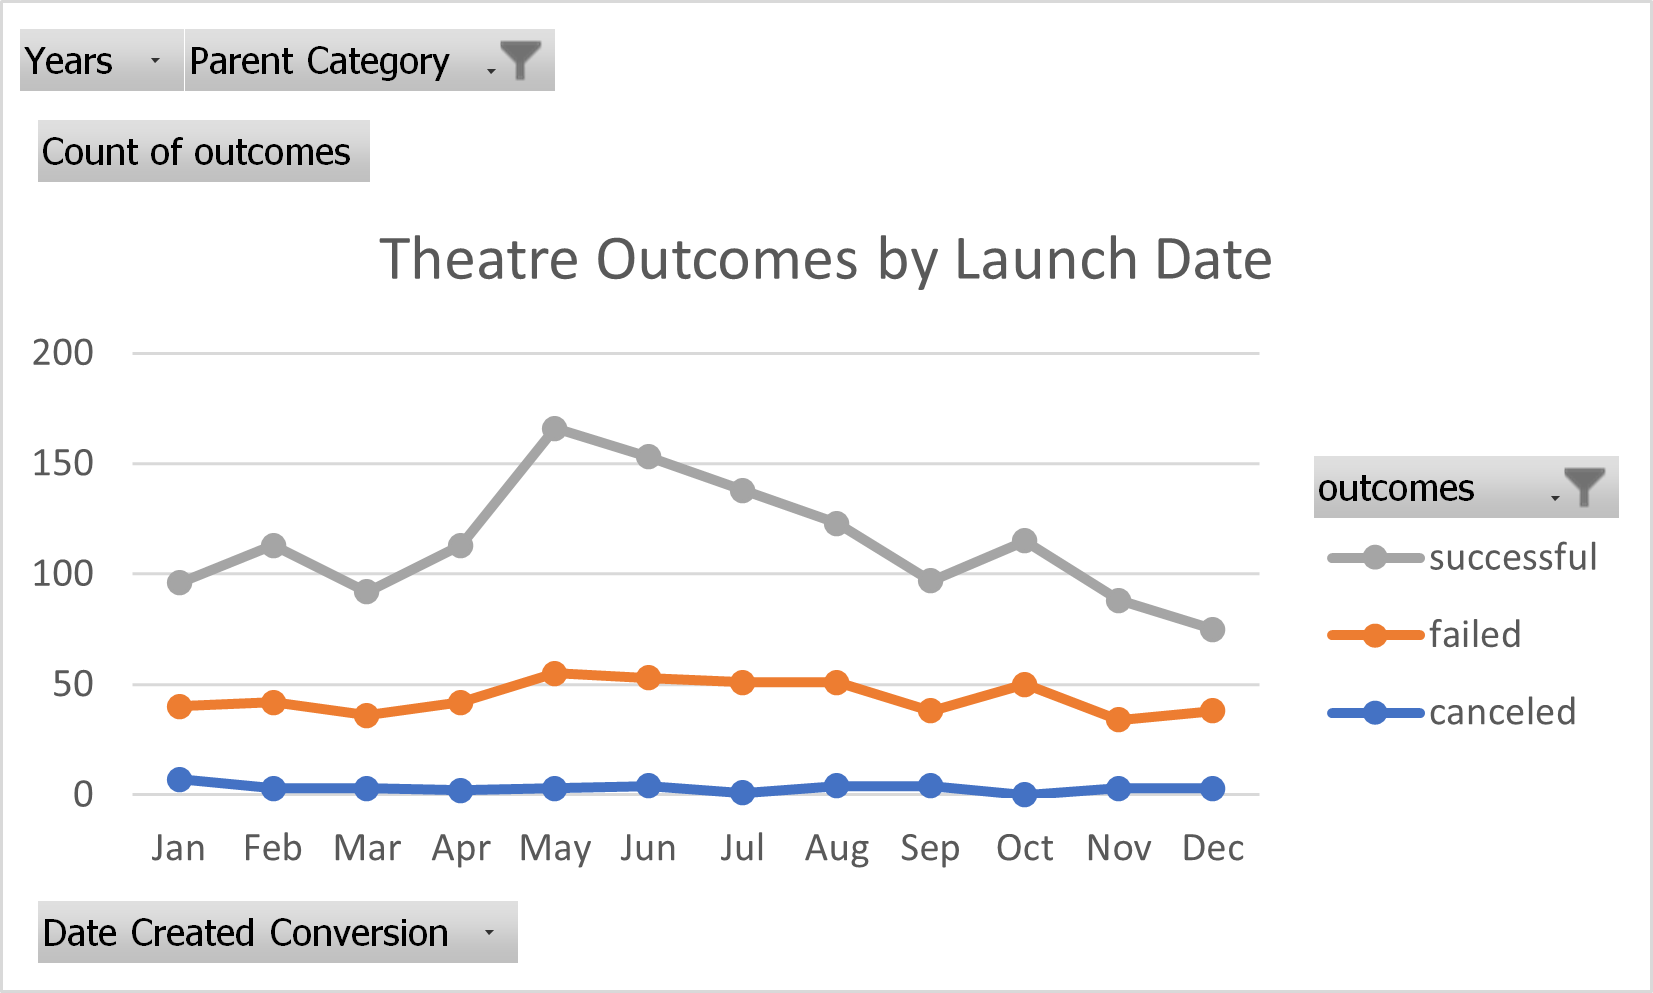 Years Parent Category
Count of outcomes
Theatre Outcomes by Launch Date
200
150
100
50
0
Jan Feb Mar Apr May Jun Jul Aug Sep Oct Nov Dec
outcomes
successful
failed
canceled
Date Created Conversion